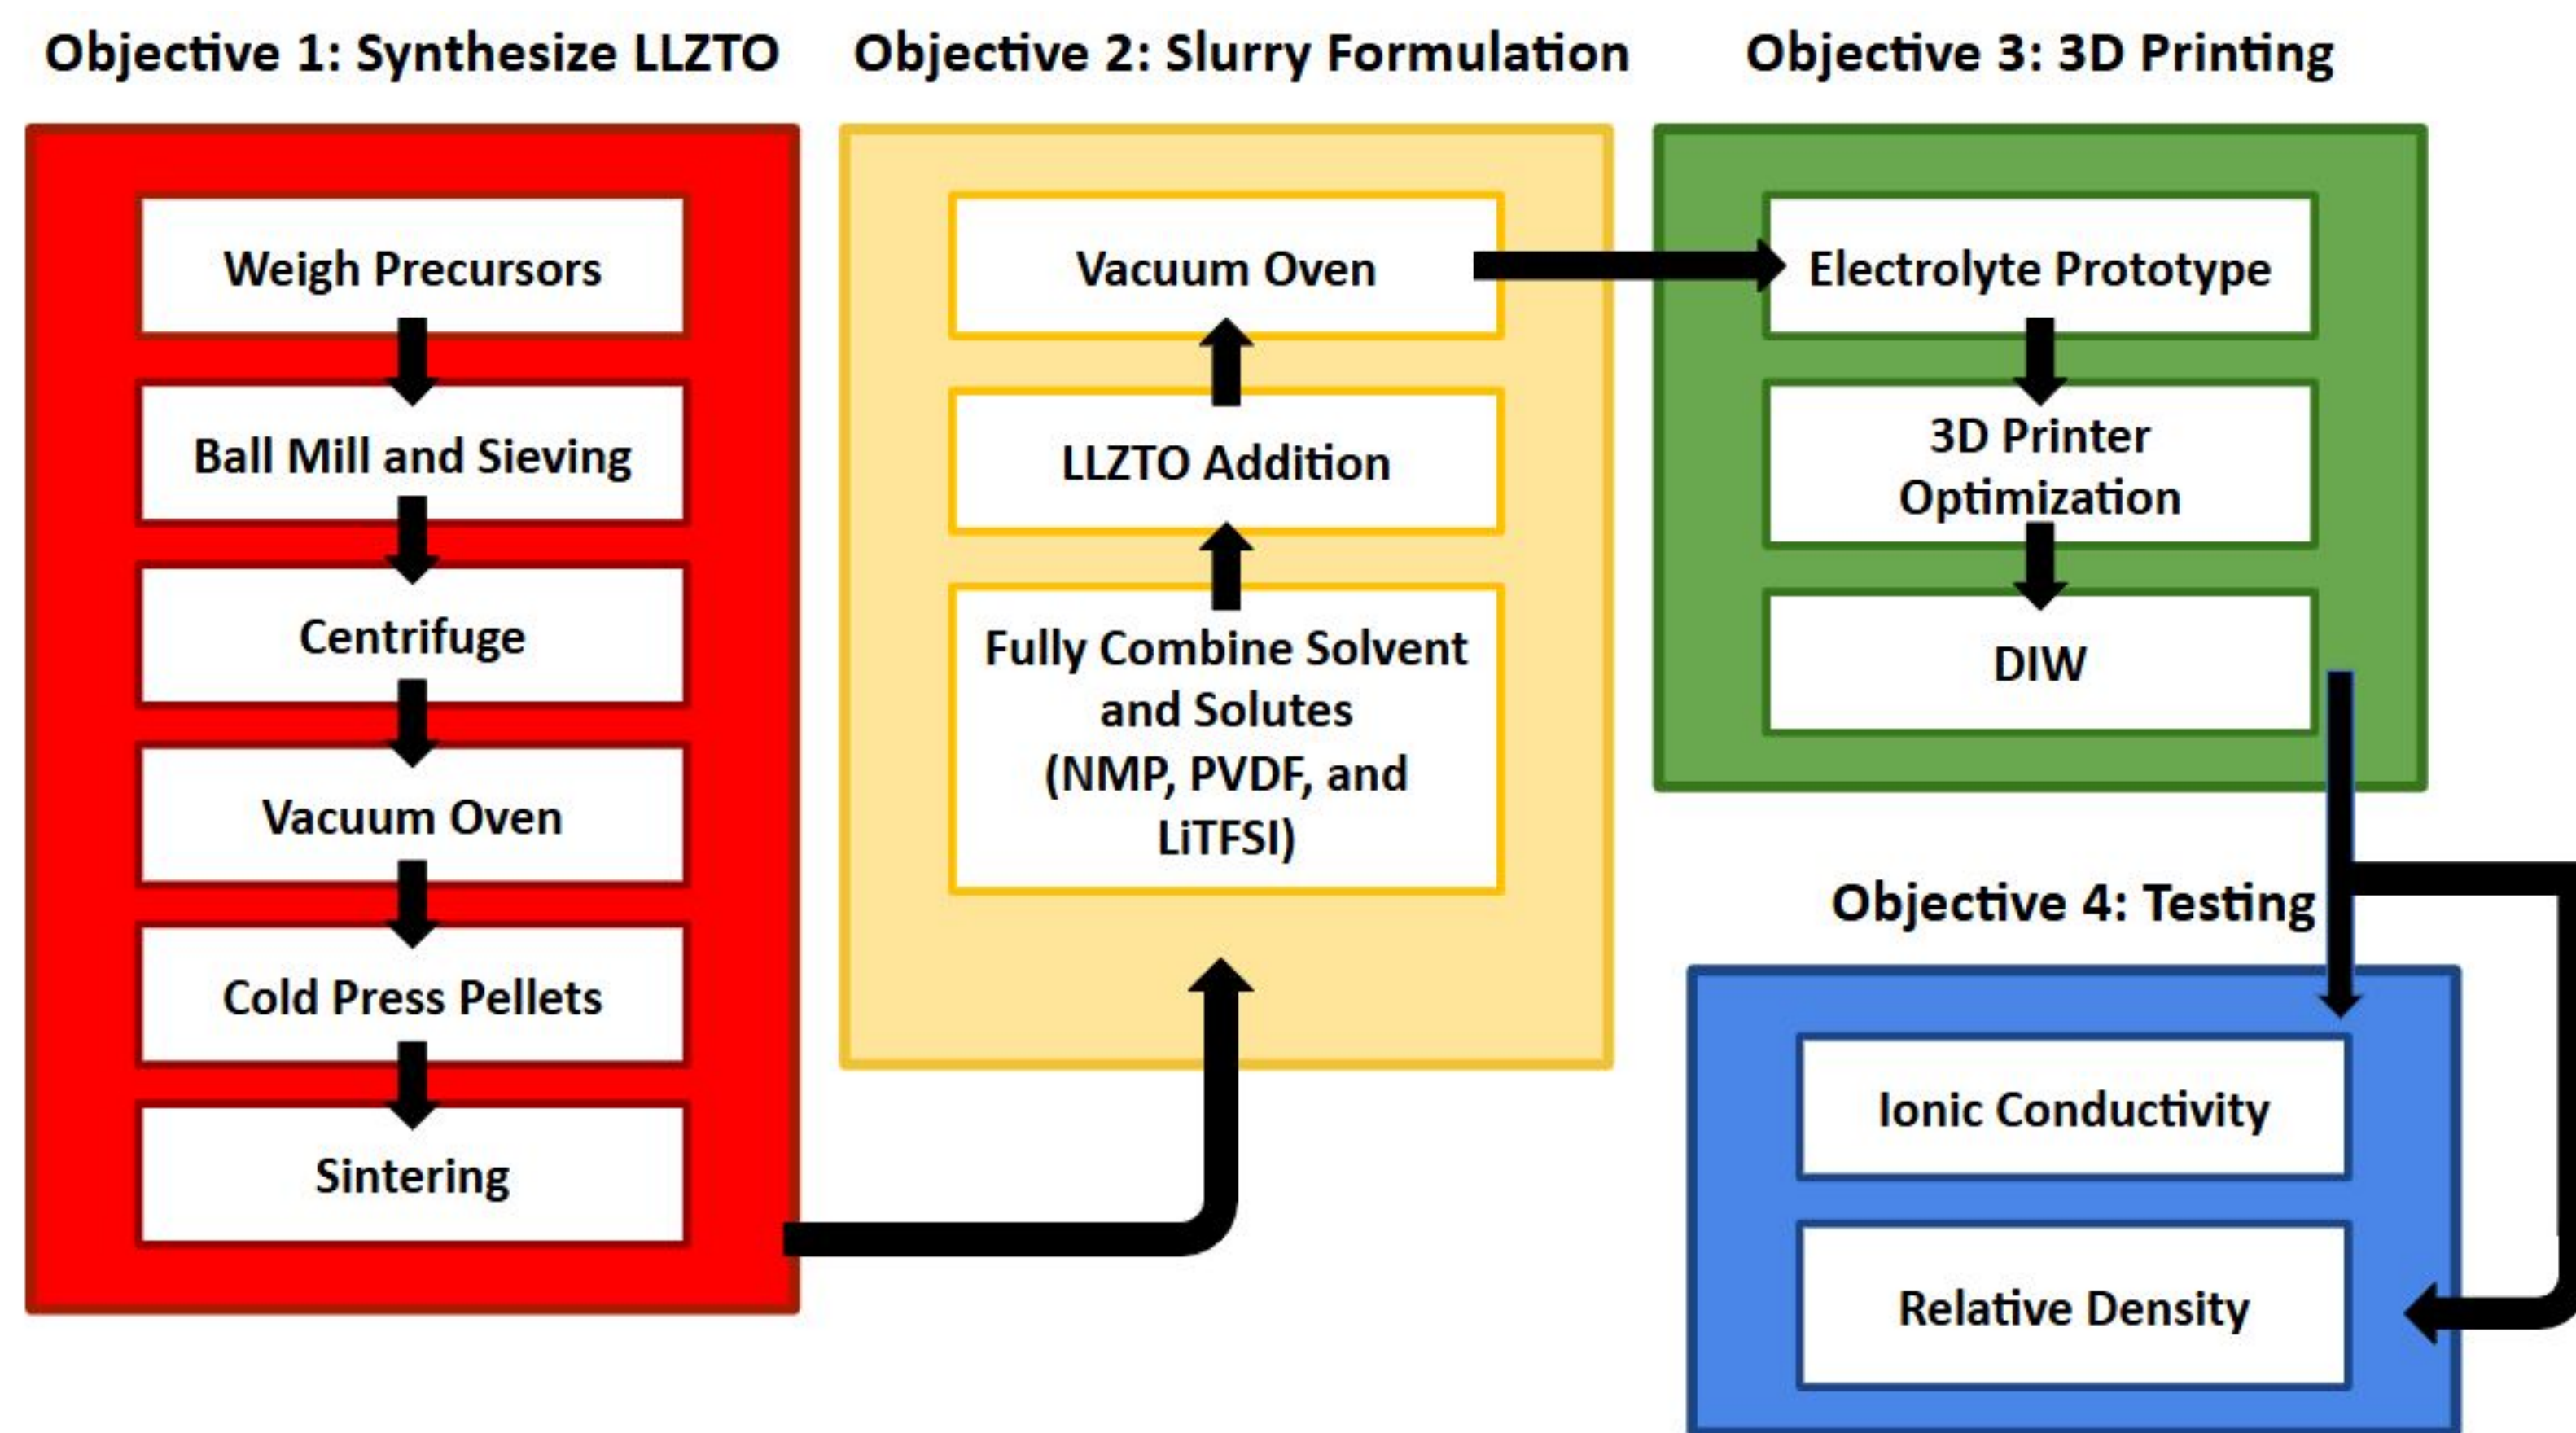 Objective 1: Synthesize LLZTO
Weigh Precursors
Ball Mill and Sieving
Centrifuge
Vacuum Oven
Cold Press Pellets
Sintering
Objective 2: Slurry Formulation
Vacuum Oven
LLZTO Addition
Fully Combine Solvent
and Solutes
(NMP, PVDF, and
LiTFSI)
Objective 3: 3D Printing
Electrolyte Prototype
3D Printer
Optimization
DIW
Objective 4: Testing
Ionic Conductivity
Relative Density